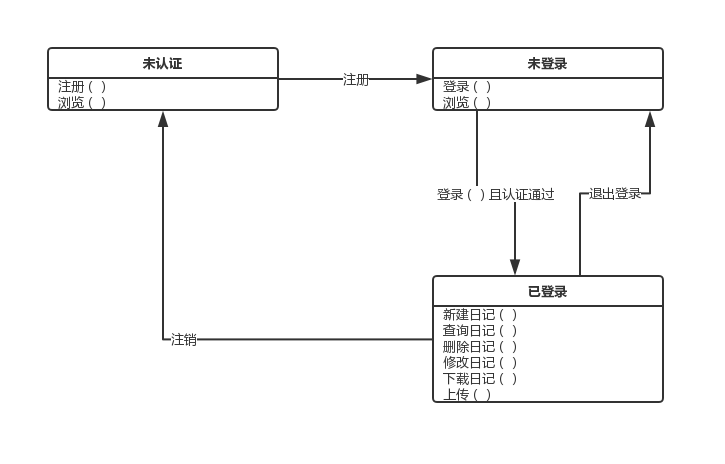 未认证
注册（ ）
浏览（ ）
注册
未登录
登录（ ）
浏览（ ）
登录（ ）且认证通过
退出登录
已登录
新建日记（ ）
查询日记（ ）
删除日记（ ）
修改日记（ ）
下载日记（ ）
上传（ ）
注销